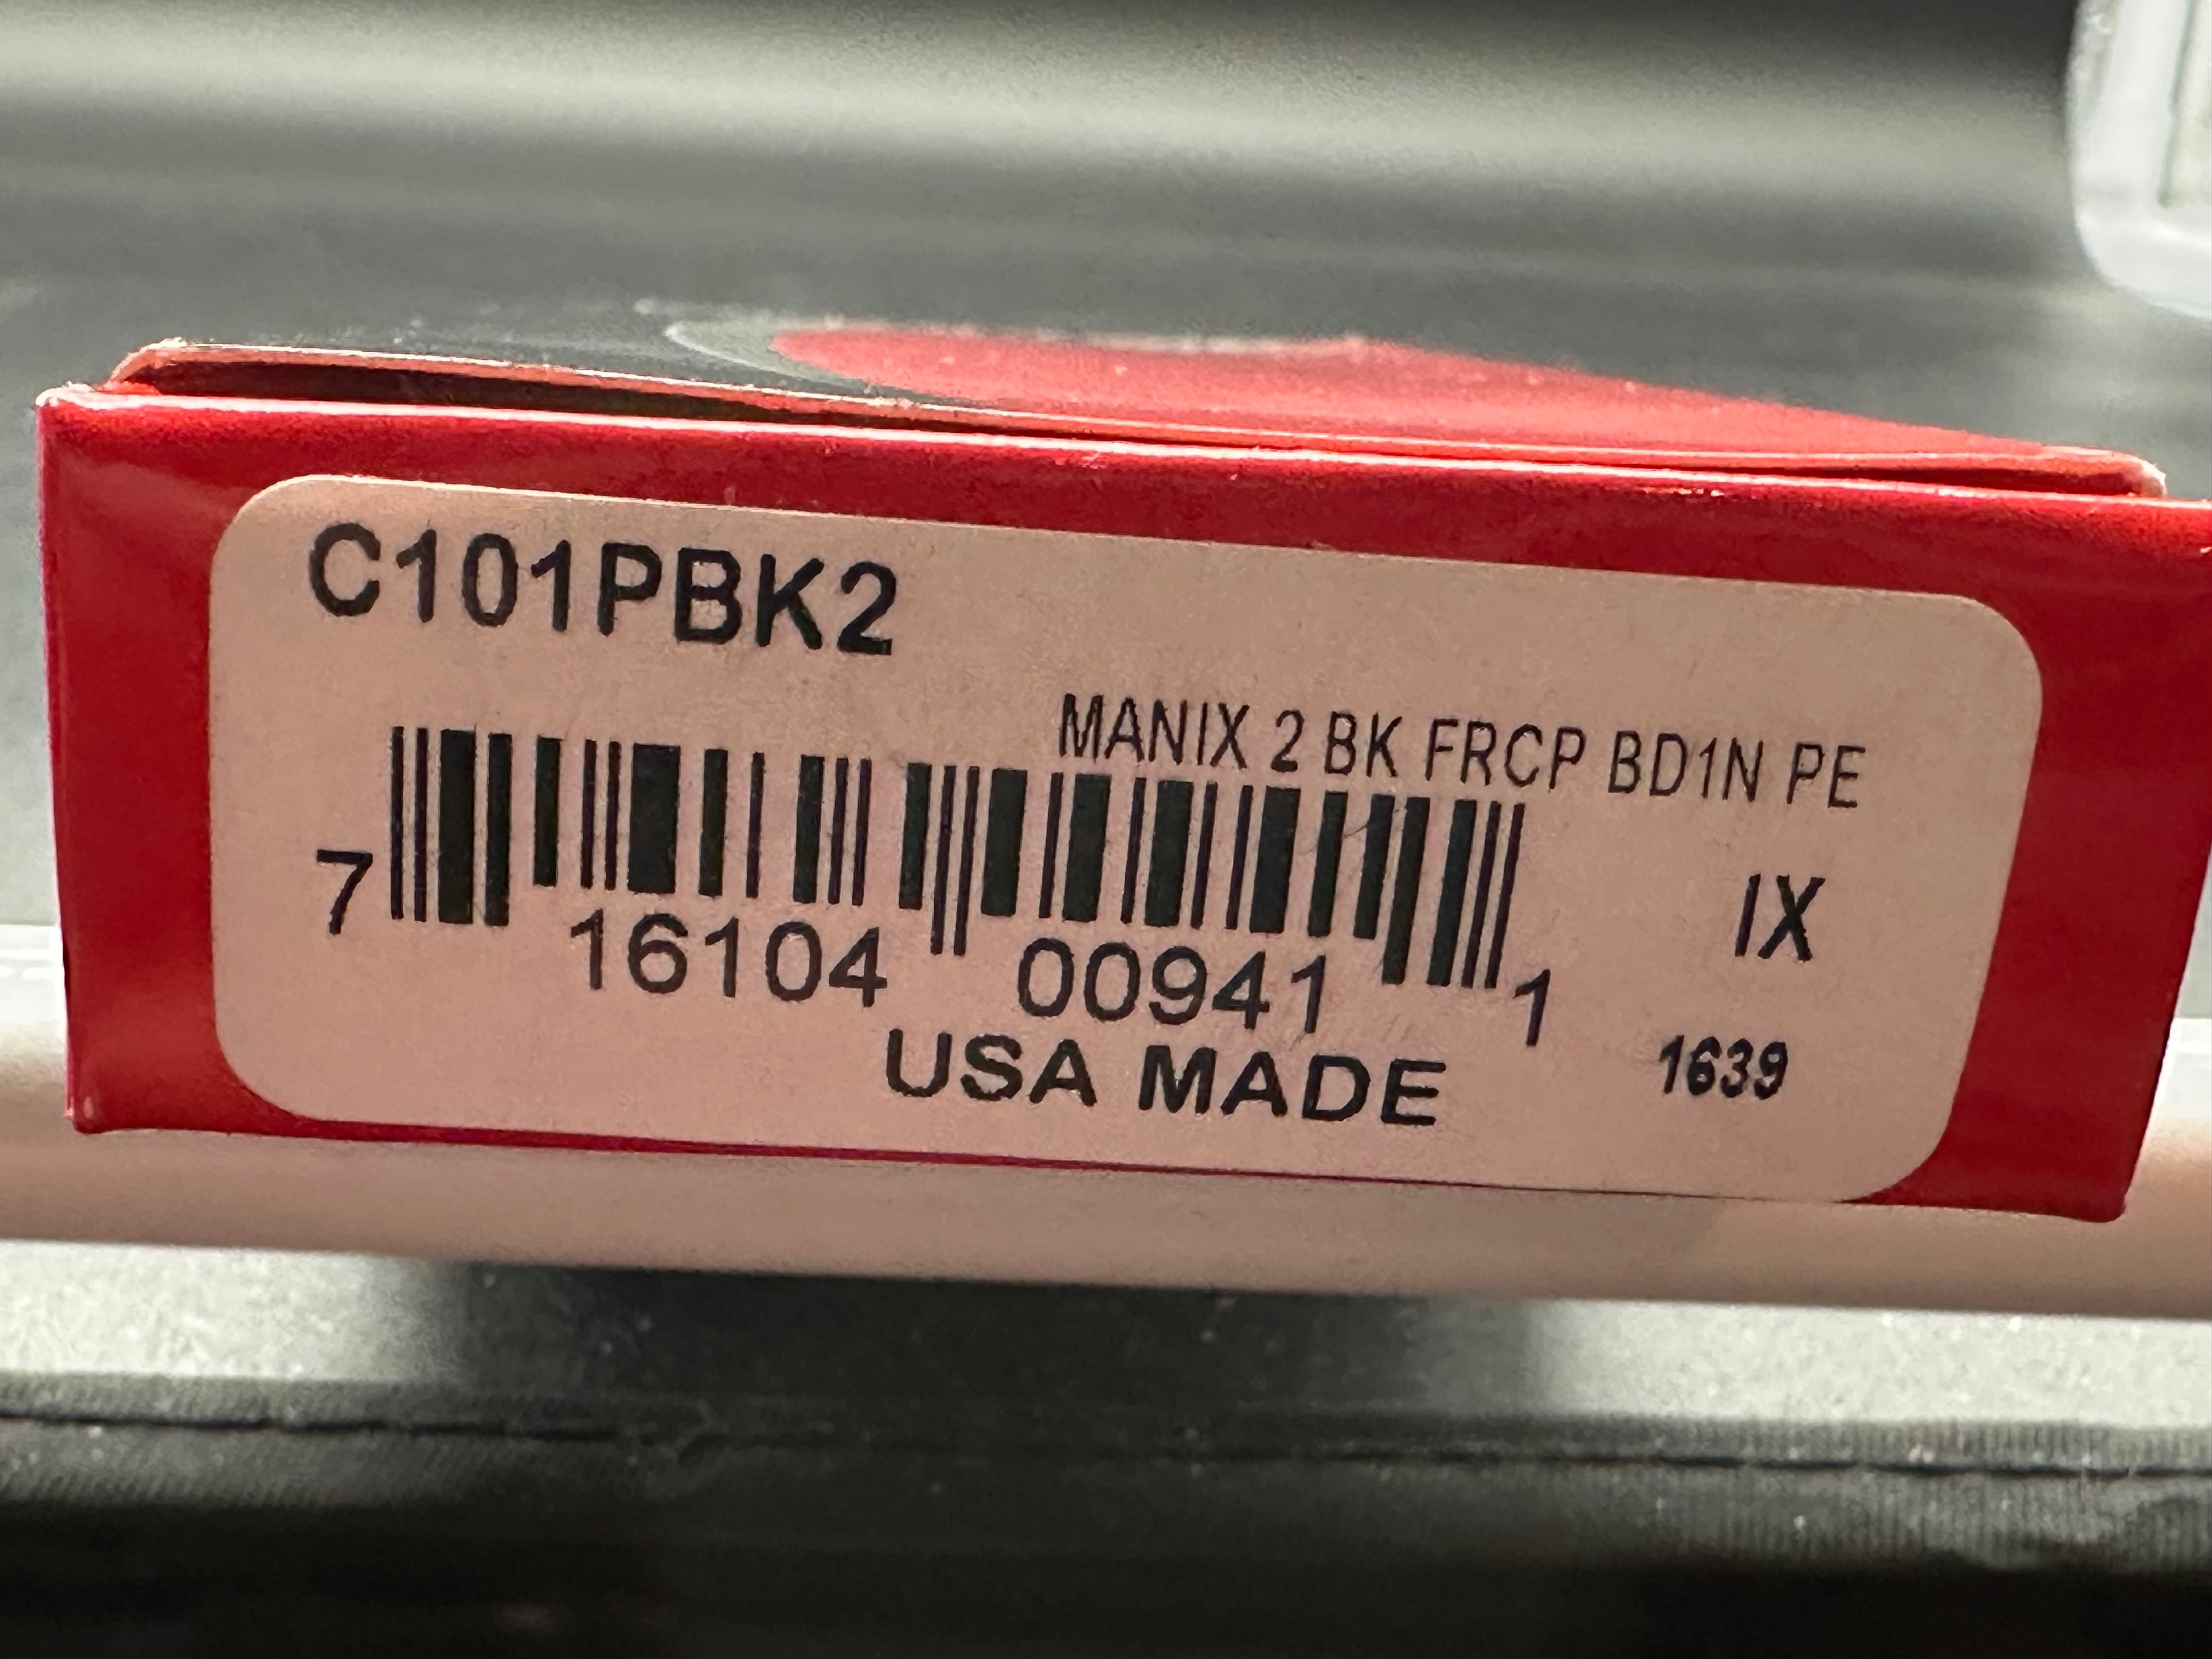 C101PBK2
MANIX 2 BK FRCP BD1N PE
7 16104 00941 1
IX
USA MADE
1639